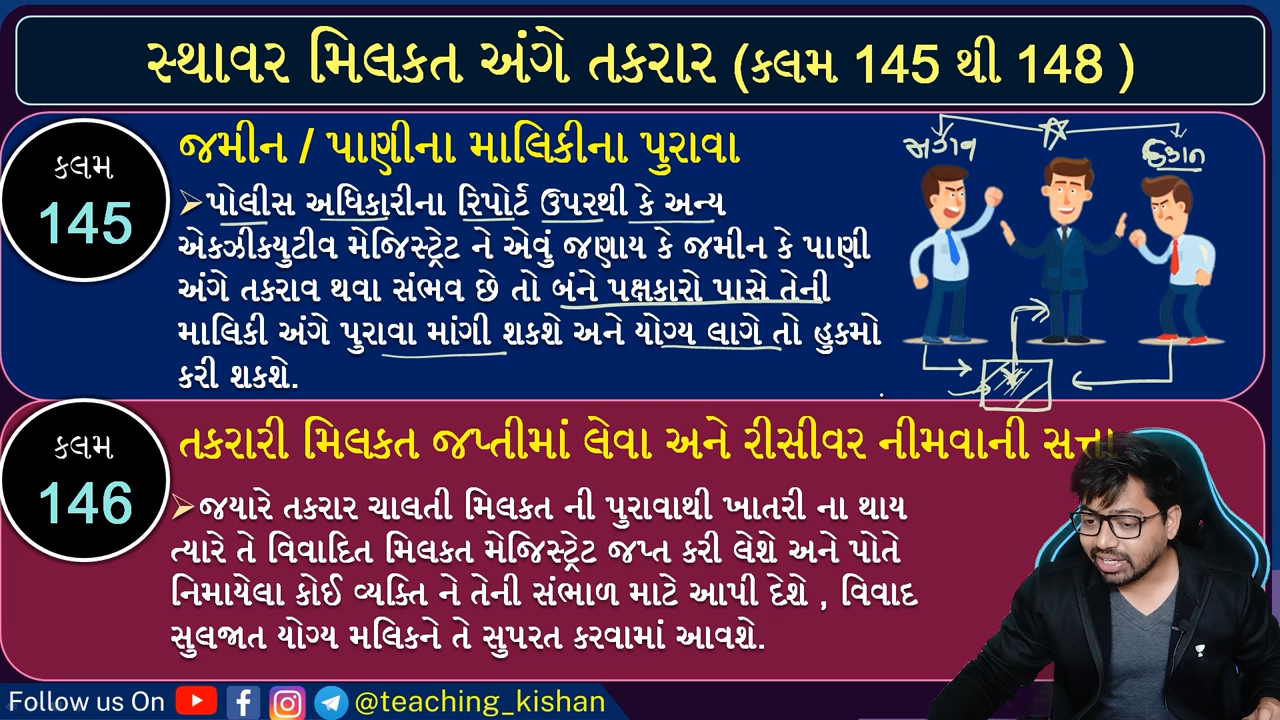 સ્થાવર મિલકત અંગે તકરાર (કલમ 145 થી 148 )
કલમ
145
જમીન / પાણીના માલિકીના પુરાવા
➢પોલીસ અધિકારીના રિપોર્ટ ઉપરથી કે અન્ય
એકઝીકયુટીવ મેજિસ્ટ્રેટ ને એવું જણાય કે જમીન કે પાણી
અંગે તકરાવ થવા સંભવ છે તો બંને પક્ષકારો પાસે તેની
માલિકી અંગે પુરાવા માંગી શકશે અને યોગ્ય લાગે તો હુકમો
કરી શકશે.
મકાન
દુકાન
કલમ
146
તકરારી મિલકત જપ્તીમાં લેવા અને રીસીવર નીમવાની સત્તા
➢જયારે તકરાર ચાલતી મિલકત ની પુરાવાથી ખાતરી ના થાય
ત્યારે તે વિવાદિત મિલકત મેજિસ્ટ્રેટ જપ્ત કરી લેશે અને પોતે
નિમાયેલા કોઈ વ્યક્તિ ને તેની સંભાળ માટે આપી દેશે , વિવાદ
સુલજાત યોગ્ય મલિકને તે સુપરત કરવામાં આવશે.
Follow us On @teaching_kishan